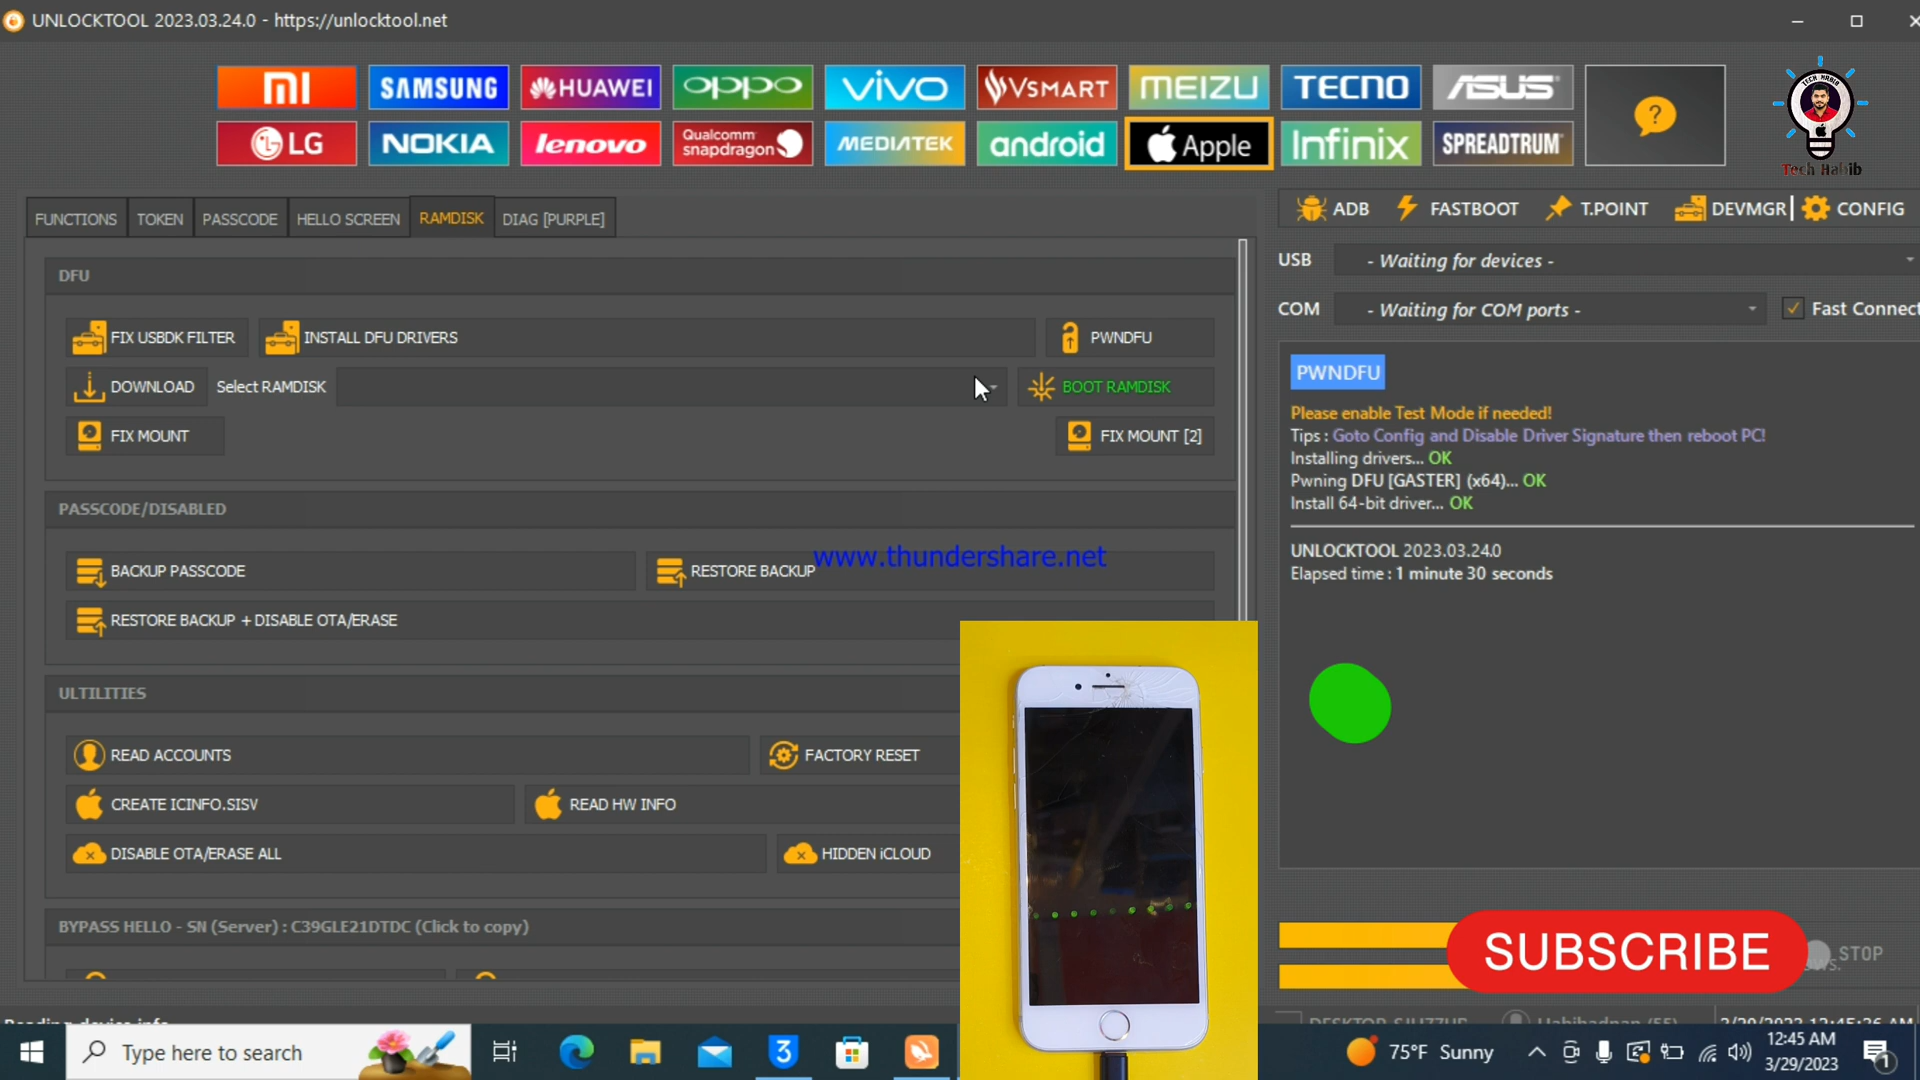 UNLOCKTOOL 2023.03.24.0 - https://unlocktool.net
MI SAMSUNG HUAWEI oppo vivo VSMART MEIZU TECNO ASUS ?
LG NOKIA lenovo Qualcomm snapdragon MEDIATEK android Apple Infinix SPREADTRUM
Tech Habib
FUNCTIONS TOKEN PASSCODE HELLO SCREEN RAMDISK DIAG [PURPLE]
ADB FASTBOOT T.POINT DEVMGR CONFIG
USB - Waiting for devices -
COM - Waiting for COM ports - Fast Connect
DFU
FIX USBDK FILTER INSTALL DFU DRIVERS PWNDFU
DOWNLOAD Select RAMDISK BOOT RAMDISK
FIX MOUNT FIX MOUNT [2]
PASSCODE/DISABLED
BACKUP PASSCODE RESTORE BACKUP
www.thundershare.net
RESTORE BACKUP + DISABLE OTA/ERASE
ULTILITIES
READ ACCOUNTS FACTORY RESET
CREATE ICINFO.SISV READ HW INFO
DISABLE OTA/ERASE ALL HIDDEN iCLOUD
BYPASS HELLO - SN (Server) : C39GLE21DTDC (Click to copy)
PWNDFU
Please enable Test Mode if needed!
Tips : Goto Config and Disable Driver Signature then reboot PC!
Installing drivers... OK
Pwning DFU [GASTER] (x64)... OK
Install 64-bit driver... OK
UNLOCKTOOL 2023.03.24.0
Elapsed time : 1 minute 30 seconds
SUBSCRIBE
STOP
Type here to search
3
75°F Sunny
12:45 AM
3/29/2023
1